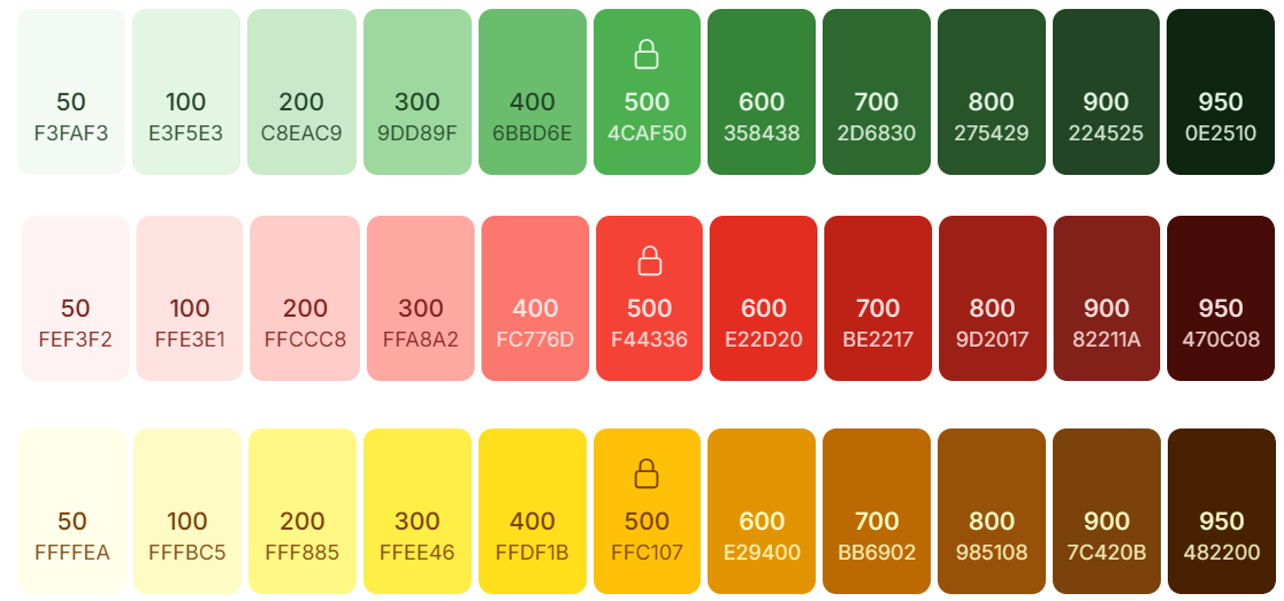 50 100 200 300 400 500 600 700 800 900 950
F3FAF3 E3F5E3 C8EAC9 9DD89F 6BBD6E 4CAF50 358438 2D6830 275429 224525 0E2510
50 100 200 300 400 500 600 700 800 900 950
FEF3F2 FFE3E1 FFCCC8 FFA8A2 FC776D F44336 E22D20 BE2217 9D2017 82211A 470C08
50 100 200 300 400 500 600 700 800 900 950
FFFFEA FFFBC5 FFF885 FFEE46 FFDF1B FFC107 E29400 BB6902 985108 7C420B 482200